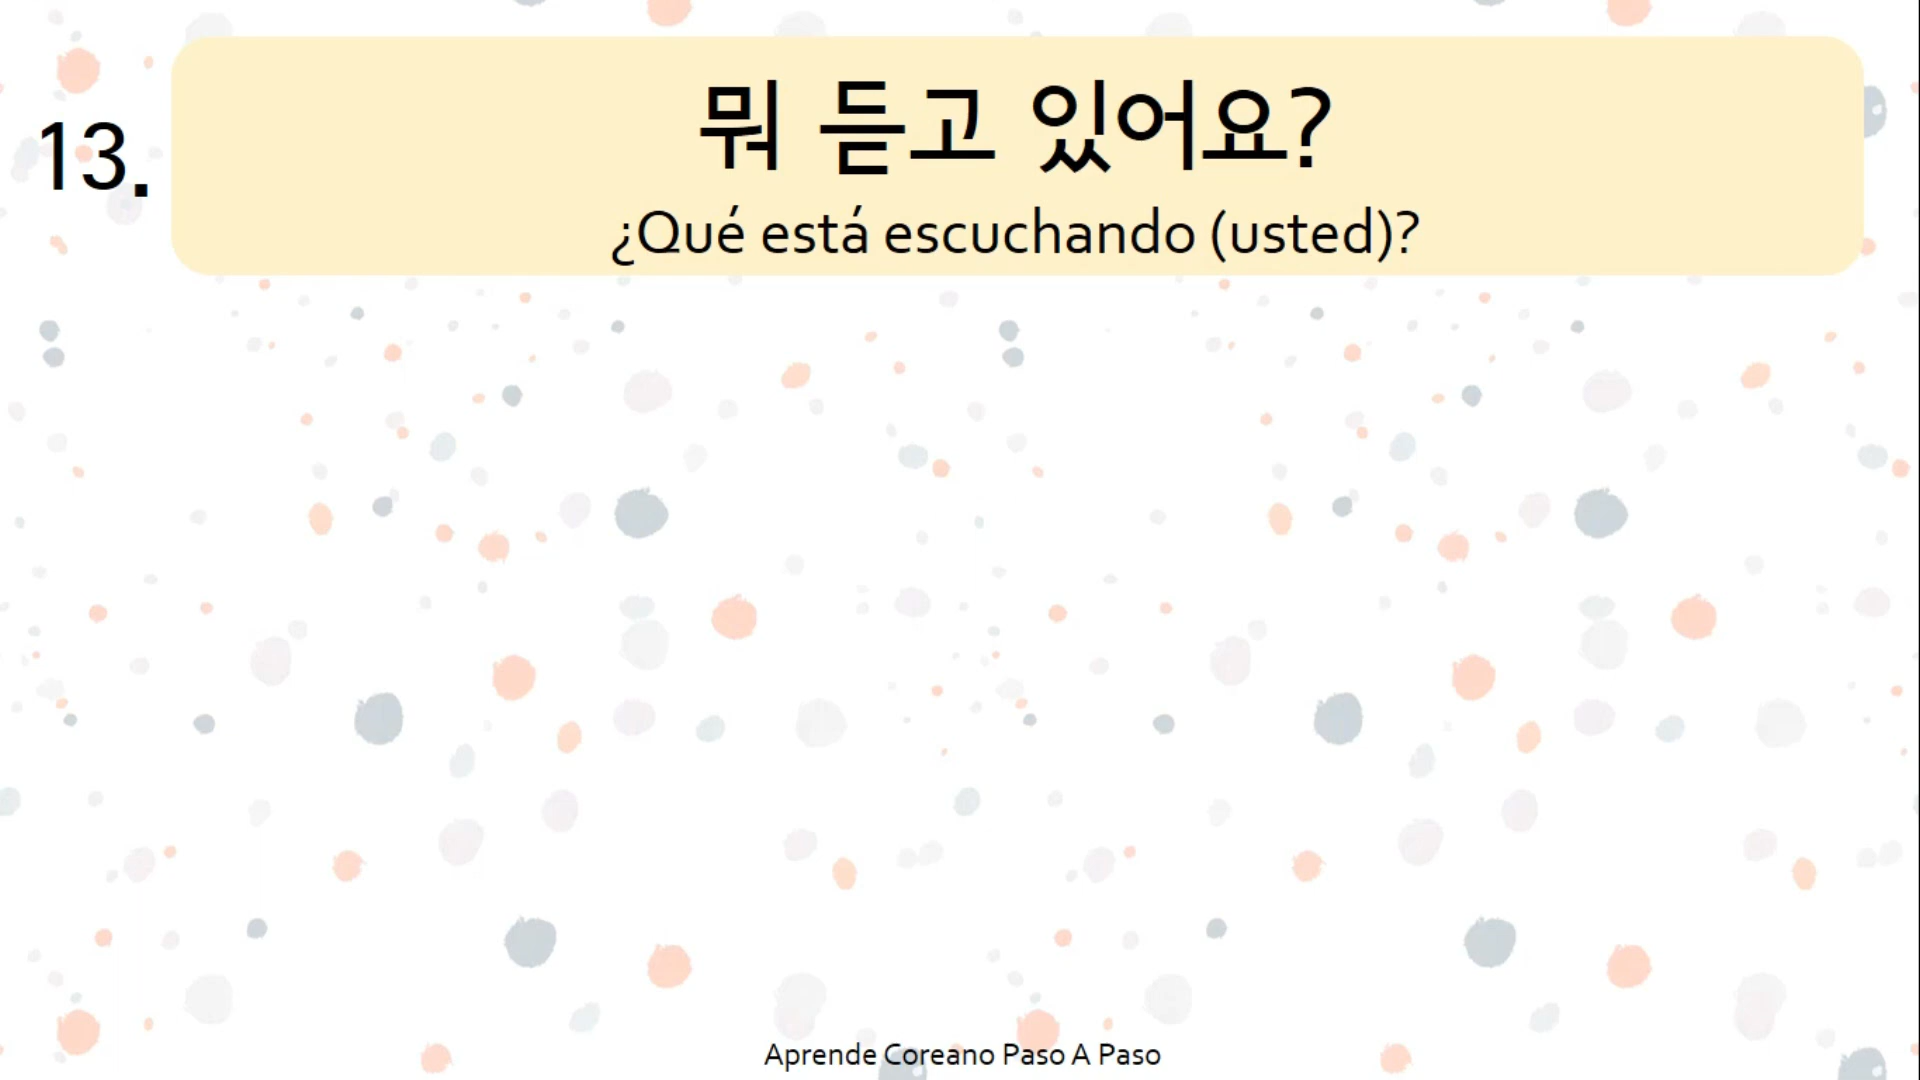 13.
뭐 듣고 있어요?
¿Qué está escuchando (usted)?
Aprende Coreano Paso A Paso